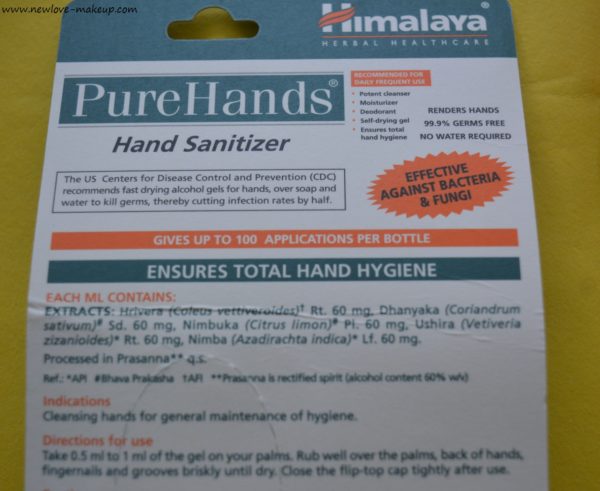 www.newlove-makeup.com
Himalaya®
HERBAL HEALTHCARE
PureHands®
Hand Sanitizer
RECOMMENDED FOR
DAILY FREQUENT USE
• Potent cleanser
• Moisturizer
• Deodorant
• Self-drying gel
• Ensures total
hand hygiene
RENDERS HANDS
99.9% GERMS FREE
NO WATER REQUIRED
The US Centers for Disease Control and Prevention (CDC)
recommends fast drying alcohol gels for hands, over soap and
water to kill germs, thereby cutting infection rates by half.
EFFECTIVE
AGAINST BACTERIA
& FUNGI
GIVES UP TO 100 APPLICATIONS PER BOTTLE
ENSURES TOTAL HAND HYGIENE
EACH ML CONTAINS:
EXTRACTS: Hrivera (Coleus vettiveroides)† Rt. 60 mg, Dhanyaka (Coriandrum
sativum)# Sd. 60 mg, Nimbuka (Citrus limon)# Pl. 60 mg, Ushira (Vetiveria
zizanioides)* Rt. 60 mg, Nimba (Azadirachta indica)* Lf. 60 mg.
Processed in Prasanna** q.s.
Ref.: *API #Bhava Prakasha †AFI **Prasanna is rectified spirit (alcohol content 60% w/v)
Indications
Cleansing hands for general maintenance of hygiene.
Directions for use
Take 0.5 ml to 1 ml of the gel on your palms. Rub well over the palms, back of hands,
fingernails and grooves briskly until dry. Close the flip-top cap tightly after use.